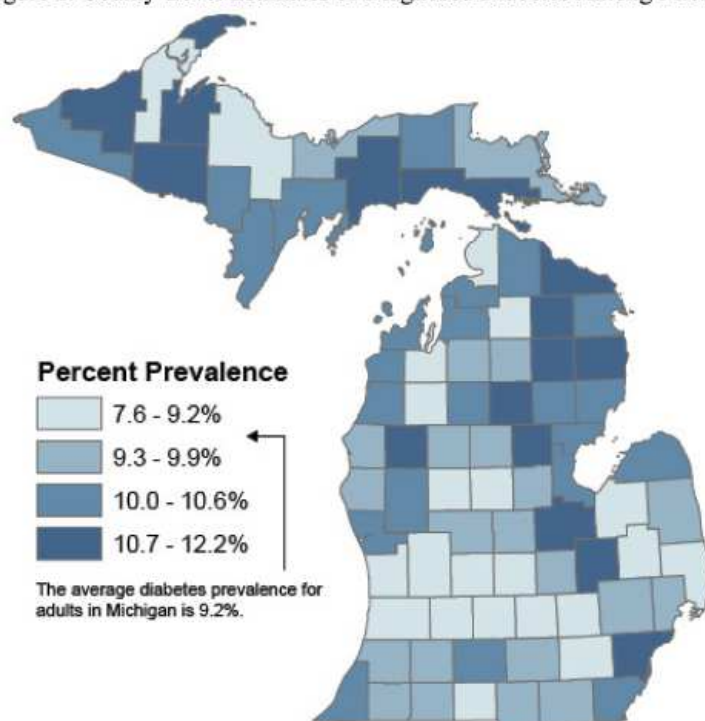 Percent Prevalence
7.6 - 9.2%
9.3 - 9.9%
10.0 - 10.6%
10.7 - 12.2%
The average diabetes prevalence for
adults in Michigan is 9.2%.